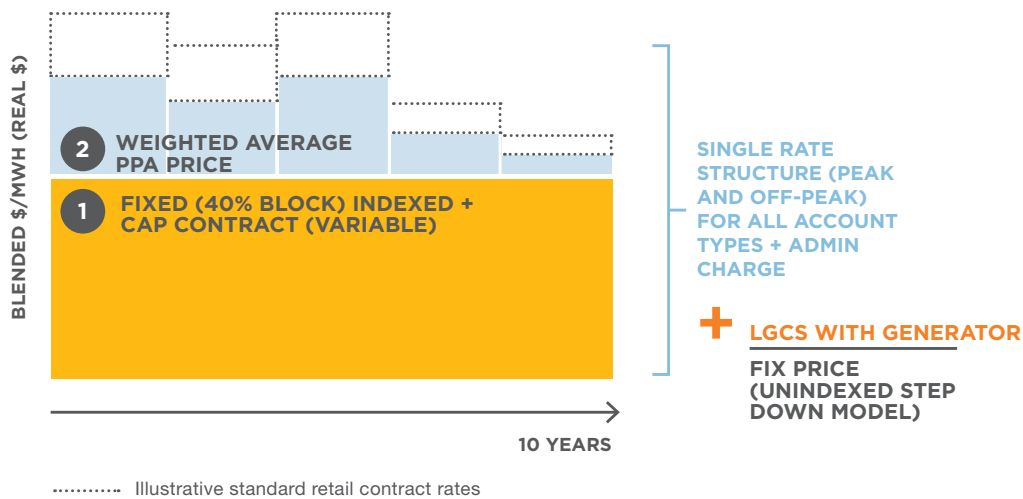 BLENDED $/MWH (REAL $)
2
WEIGHTED AVERAGE
PPA PRICE
1
FIXED (40% BLOCK) INDEXED +
CAP CONTRACT (VARIABLE)
SINGLE RATE
STRUCTURE (PEAK
AND OFF-PEAK)
FOR ALL ACCOUNT
TYPES + ADMIN
CHARGE
+
LGCS WITH GENERATOR
FIX PRICE
(UNINDEXED STEP
DOWN MODEL)
10 YEARS
Illustrative standard retail contract rates